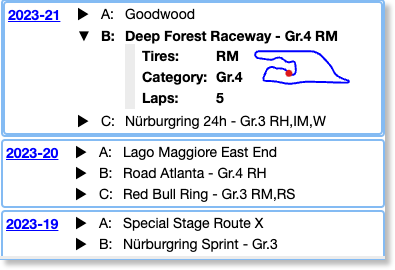 2023-21 ▶ A: Goodwood
▼ B: Deep Forest Raceway - Gr.4 RM
Tires: RM
Category: Gr.4
Laps: 5
▶ C: Nürburgring 24h - Gr.3 RH,IM,W
2023-20 ▶ A: Lago Maggiore East End
▶ B: Road Atlanta - Gr.4 RH
▶ C: Red Bull Ring - Gr.3 RM,RS
2023-19 ▶ A: Special Stage Route X
▶ B: Nürburgring Sprint - Gr.3